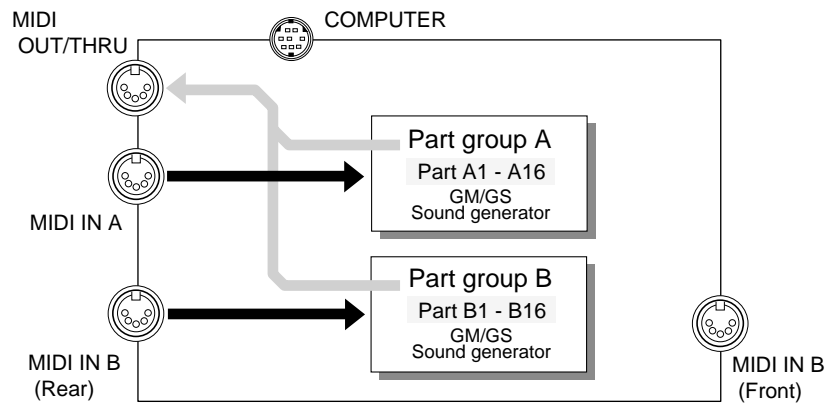 MIDI
OUT/THRU
COMPUTER
Part group A
Part A1 - A16
GM/GS
Sound generator
MIDI IN A
Part group B
Part B1 - B16
GM/GS
Sound generator
MIDI IN B
(Rear)
MIDI IN B
(Front)